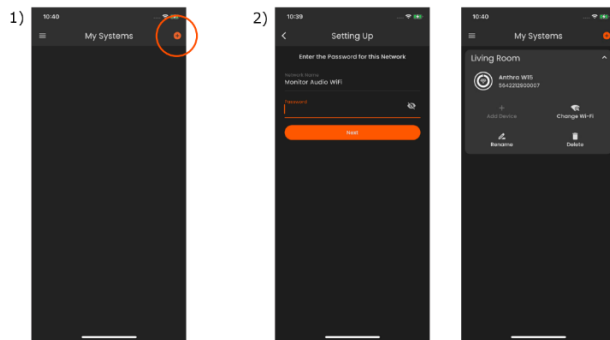 1)
10:40
My Systems
2)
10:39
Setting Up
Enter the Password for this Network
Network Name
Monitor Audio WiFi
Password
Next
10:40
My Systems
Living Room
Anthra Wifi
Add Device
Change Wi-Fi
Rename
Delete